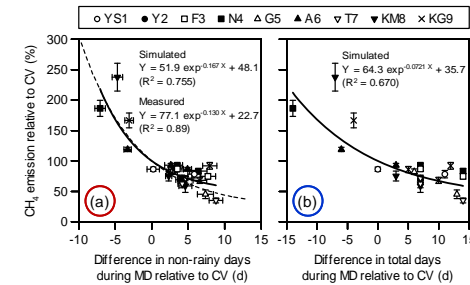 YS1 Y2 F3 N4 G5 A6 T7 KM8 KG9
CH4 emission relative to CV (%)
300
250
200
150
100
50
0
Simulated
Y = 51.9 exp-0.167 X + 48.1
(R2 = 0.755)
Measured
Y = 77.1 exp-0.130 X + 22.7
(R2 = 0.89)
(a)
-10 -5 0 5 10 15
Difference in non-rainy days
during MD relative to CV (d)
Simulated
Y = 64.3 exp-0.0721 X + 35.7
(R2 = 0.670)
(b)
-15 -10 -5 0 5 10 15
Difference in total days
during MD relative to CV (d)